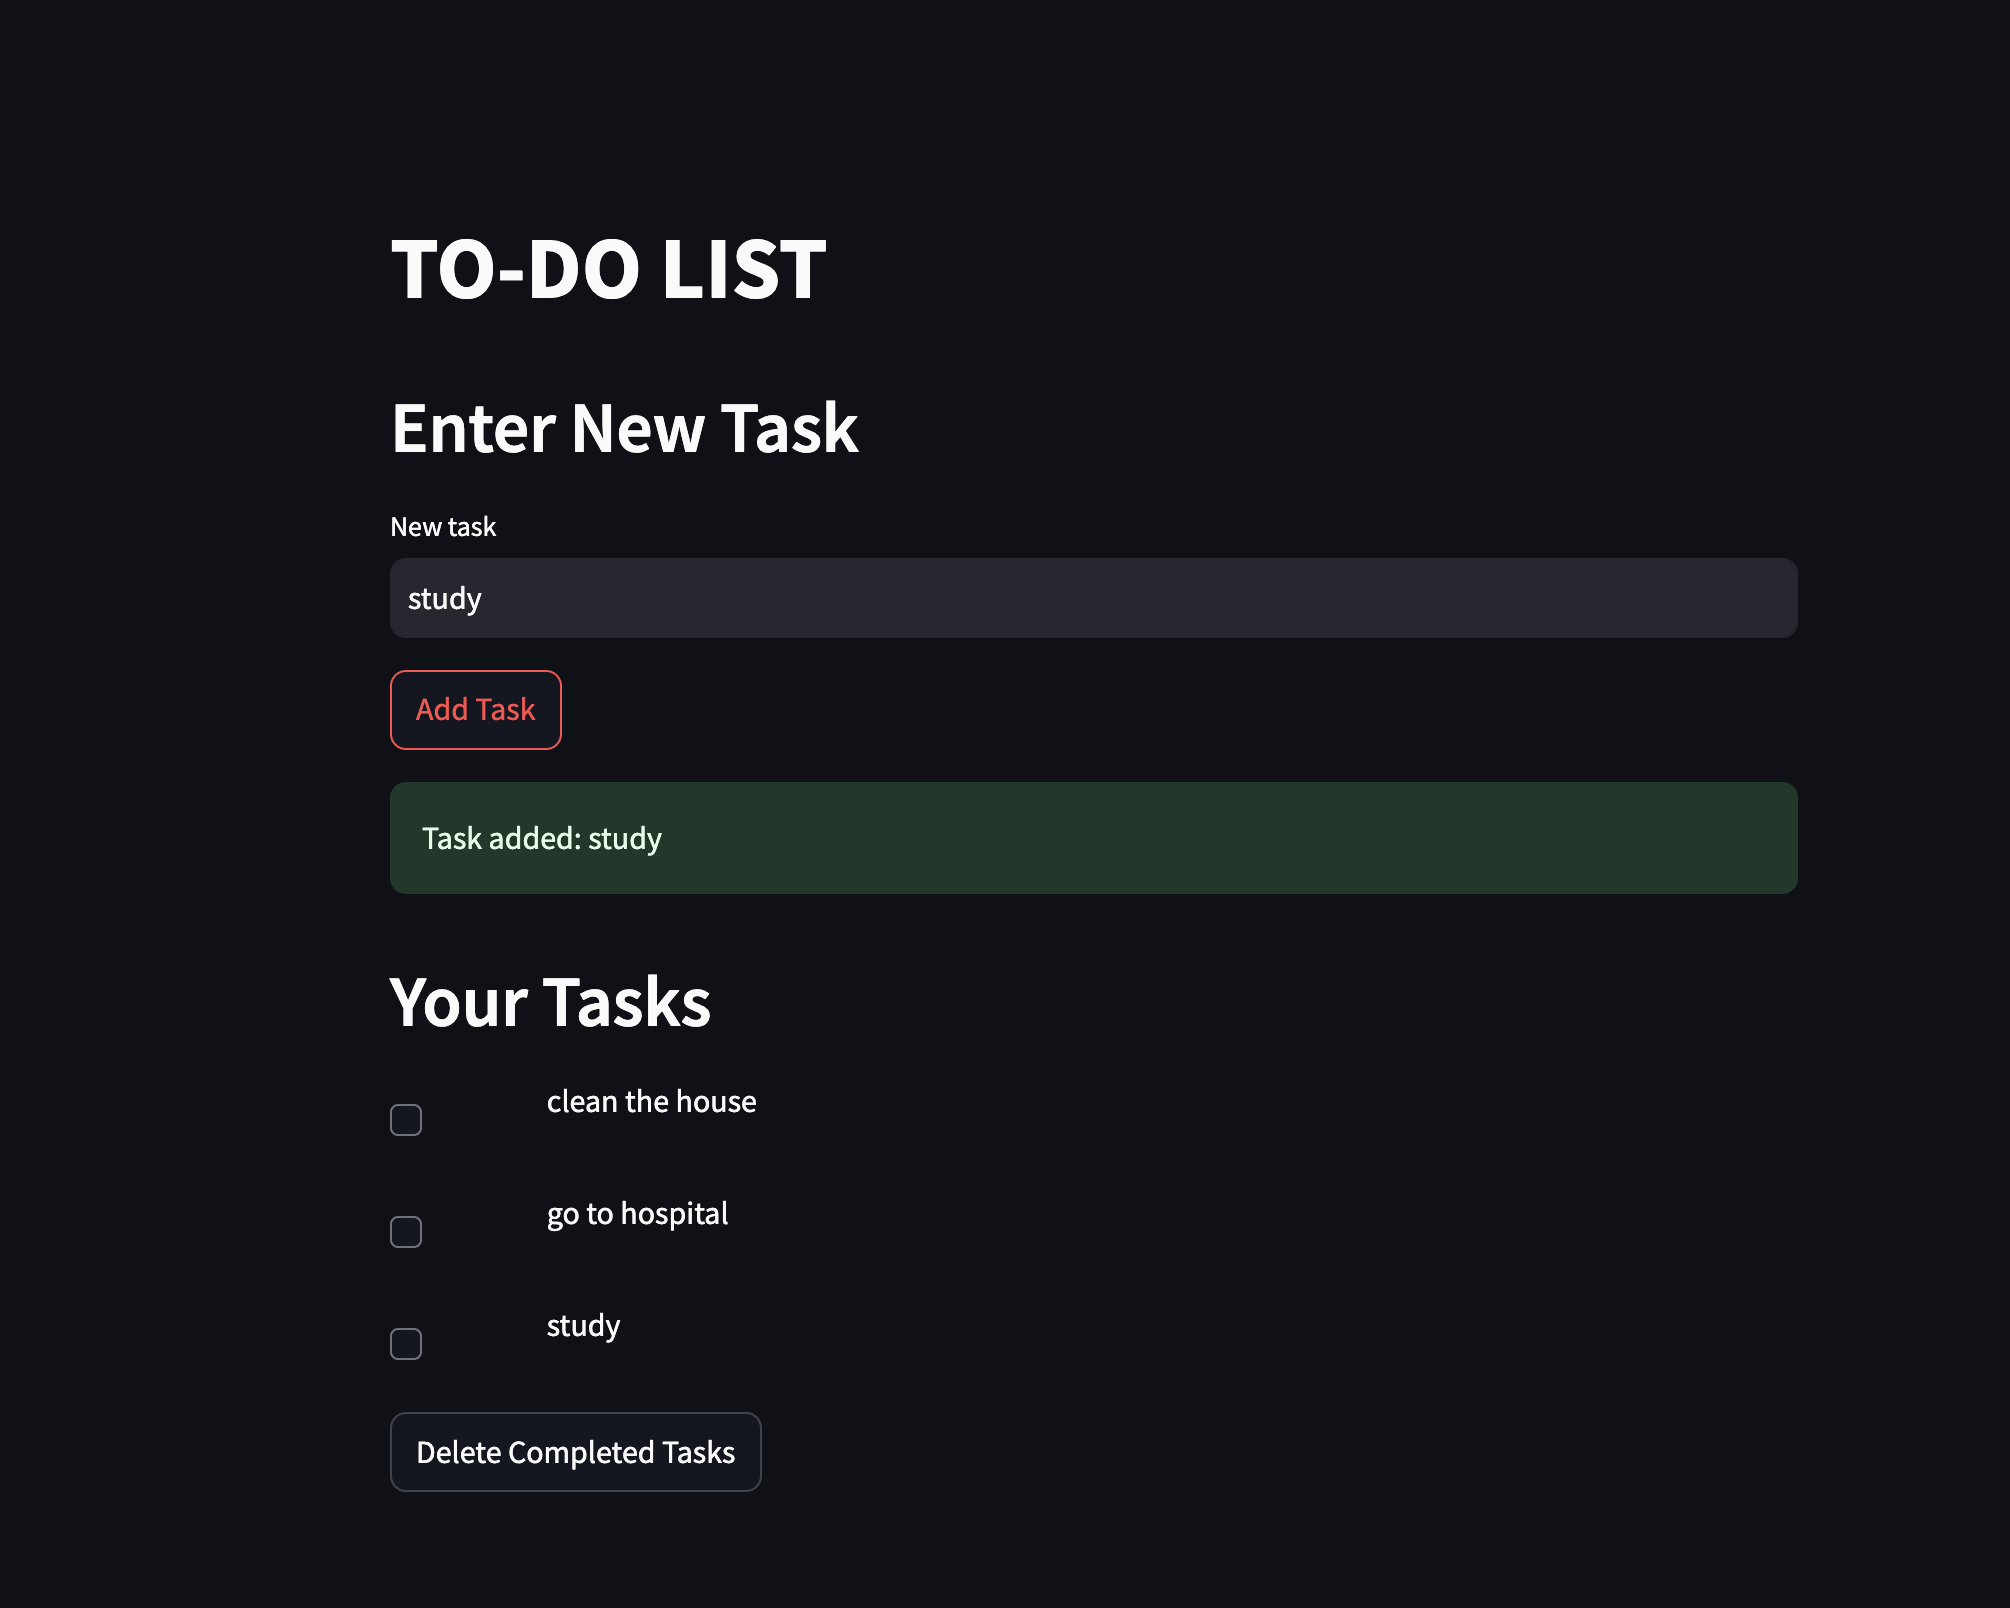 TO-DO LIST
Enter New Task
New task
study
Add Task
Task added: study
Your Tasks
clean the house
go to hospital
study
Delete Completed Tasks